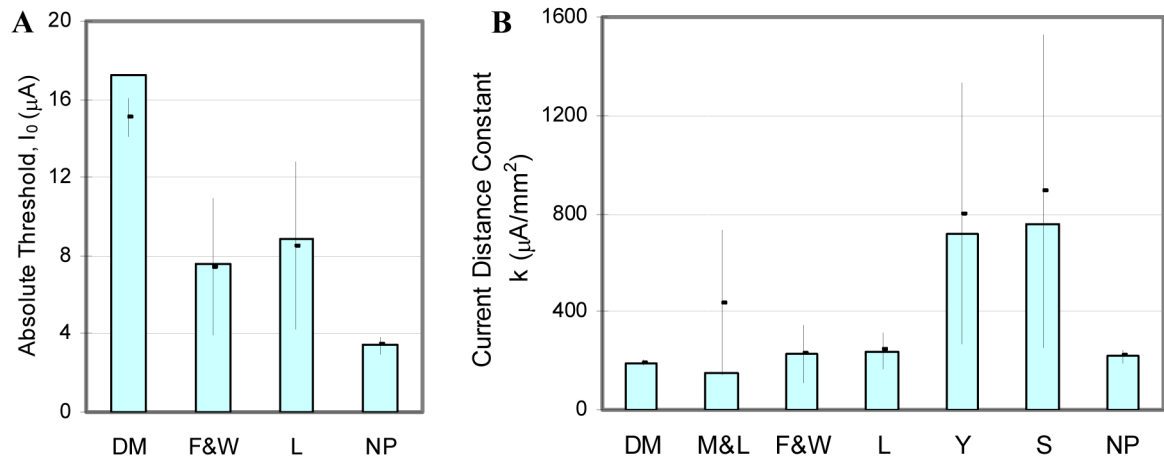 A
Absolute Threshold, I₀ (μA)
20
16
12
8
4
0
DM F&W L NP
B
Current Distance Constant
k (μA/mm²)
1600
1200
800
400
0
DM M&L F&W L Y S NP